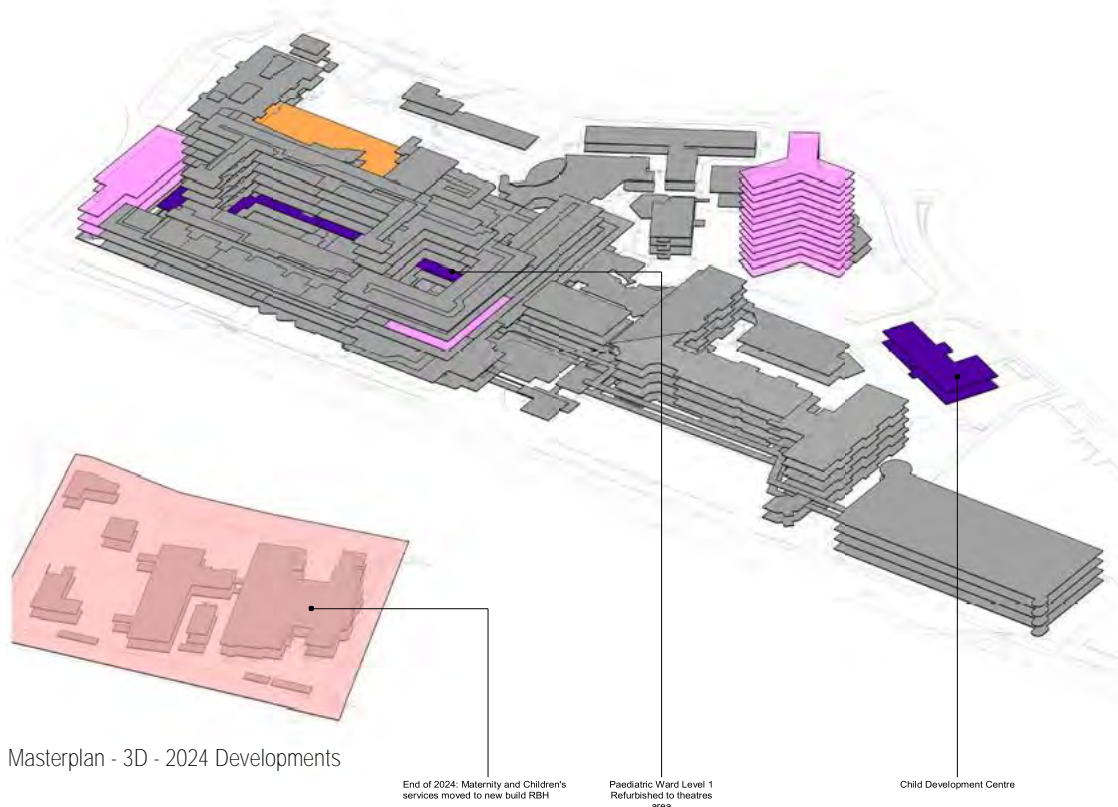 Masterplan - 3D - 2024 Developments
End of 2024: Maternity and Children's
services moved to new build RBH
Paediatric Ward Level 1
Refurbished to theatres
area
Child Development Centre